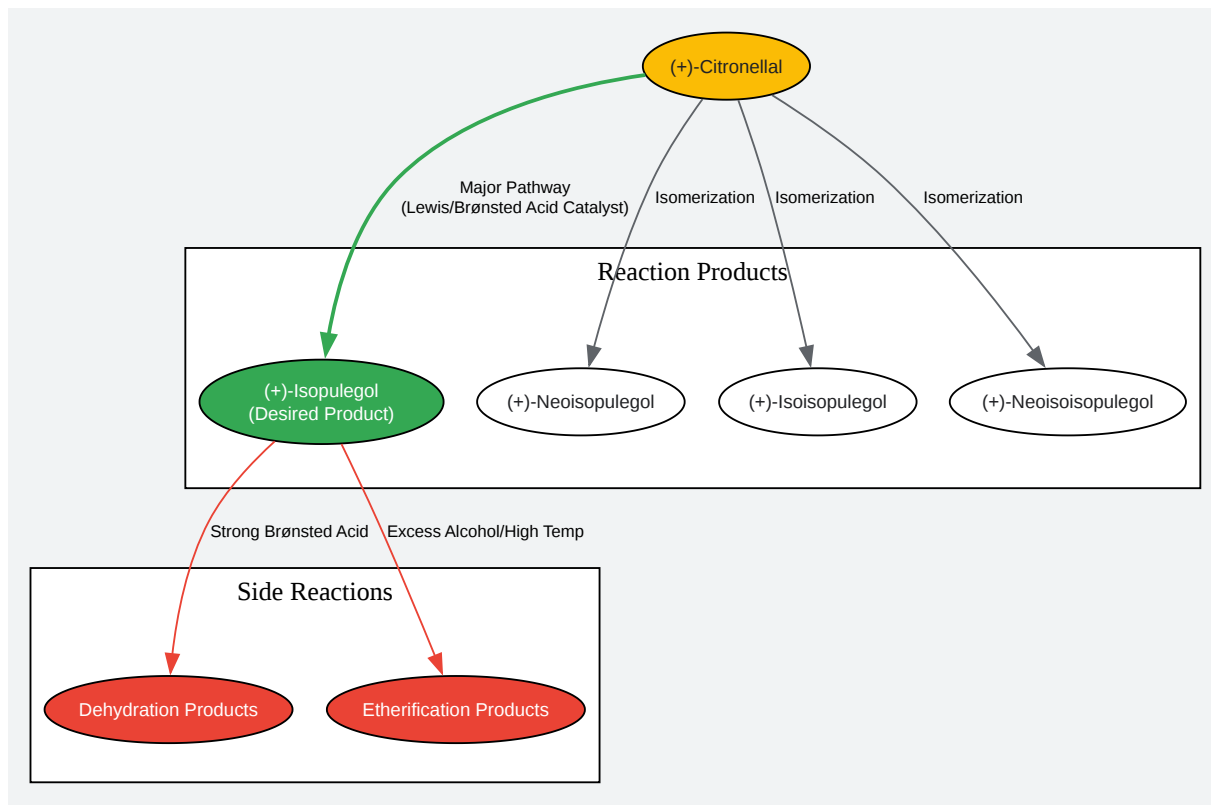 (+)-Citronellal
Major Pathway
(Lewis/Brønsted Acid Catalyst)
Isomerization
Isomerization
Isomerization
Reaction Products
(+)-Isopulegol
(Desired Product)
(+)-Neoisopulegol
(+)-Isoisopulegol
(+)-Neoisoisopulegol
Strong Brønsted Acid
Excess Alcohol/High Temp
Side Reactions
Dehydration Products
Etherification Products